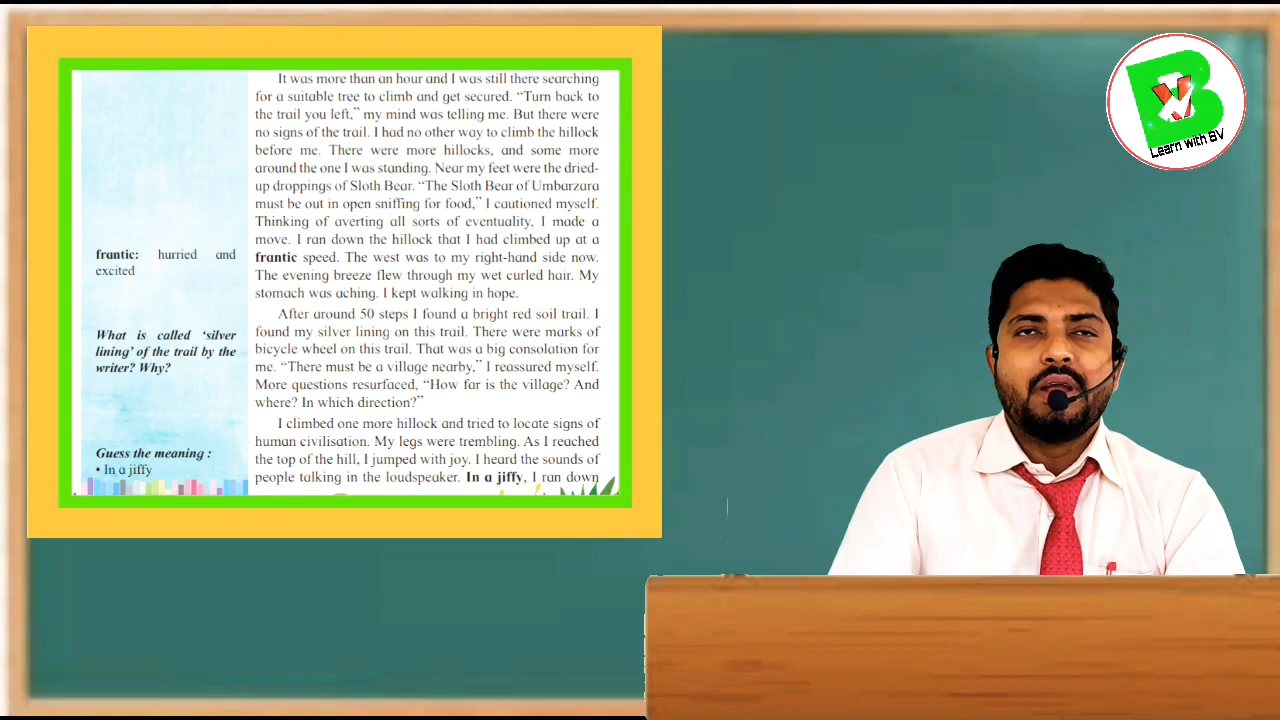 It was more than an hour and I was still there searching
for a suitable tree to climb and get secured. “Turn back to
the trail you left,” my mind was telling me. But there were
no signs of the trail. I had no other way to climb the hillock
before me. There were more hillocks, and some more
around the one I was standing. Near my feet were the dried-
up droppings of Sloth Bear. “The Sloth Bear of Umbarzara
must be out in open sniffing for food,” I cautioned myself.
Thinking of averting all sorts of eventuality, I made a
move. I ran down the hillock that I had climbed up at a
frantic speed. The west was to my right-hand side now.
The evening breeze flew through my wet curled hair. My
stomach was aching. I kept walking in hope.
frantic: hurried and
excited
After around 50 steps I found a bright red soil trail. I
found my silver lining on this trail. There were marks of
bicycle wheel on this trail. That was a big consolation for
me. “There must be a village nearby,” I reassured myself.
More questions resurfaced, “How far is the village? And
where? In which direction?”
What is called ‘silver
lining’ of the trail by the
writer? Why?
I climbed one more hillock and tried to locate signs of
human civilisation. My legs were trembling. As I reached
the top of the hill, I jumped with joy. I heard the sounds of
people talking in the loudspeaker. In a jiffy, I ran down
Guess the meaning :
• In a jiffy
B
V
Learn with BV